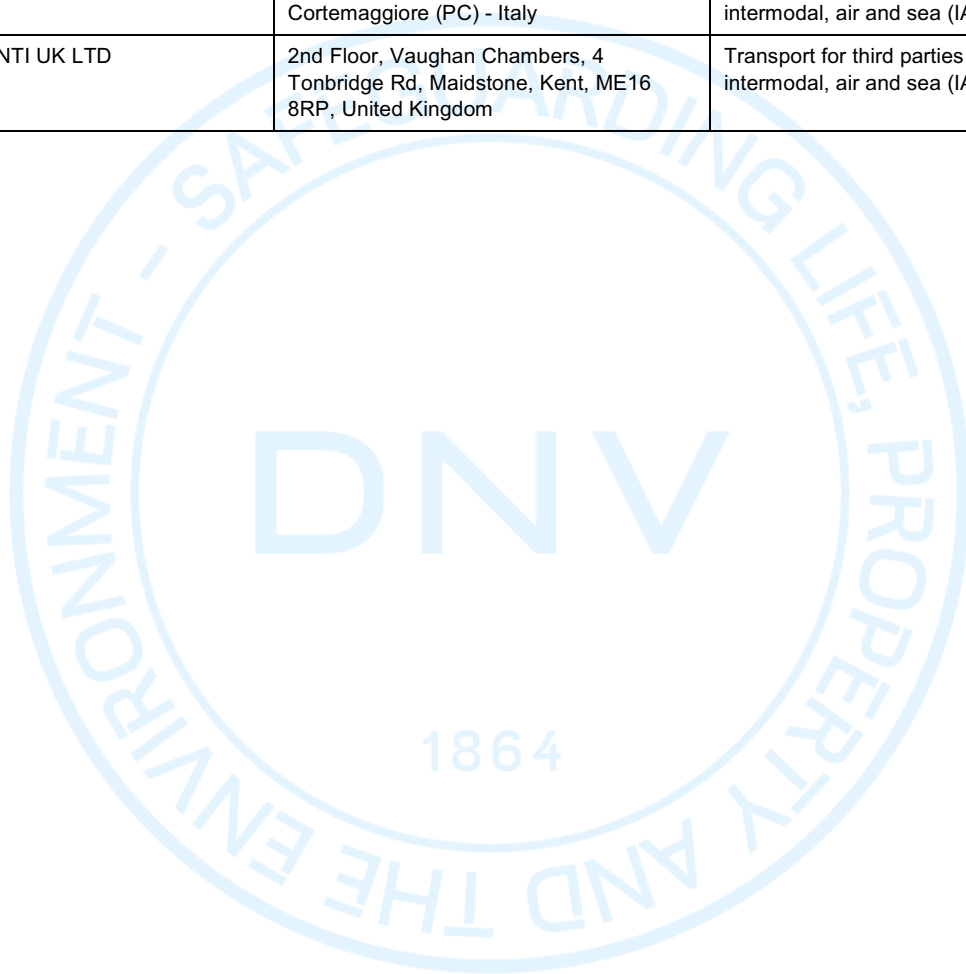 Cortemaggiore (PC) - Italy
intermodal, air and sea
NTI UK LTD
2nd Floor, Vaughan Chambers, 4
Tonbridge Rd, Maidstone, Kent, ME16
8RP, United Kingdom
Transport for third parties
intermodal, air and sea
SAFEGUARDING LIFE, PROPERTY AND THE ENVIRONMENT -
DNV
1864